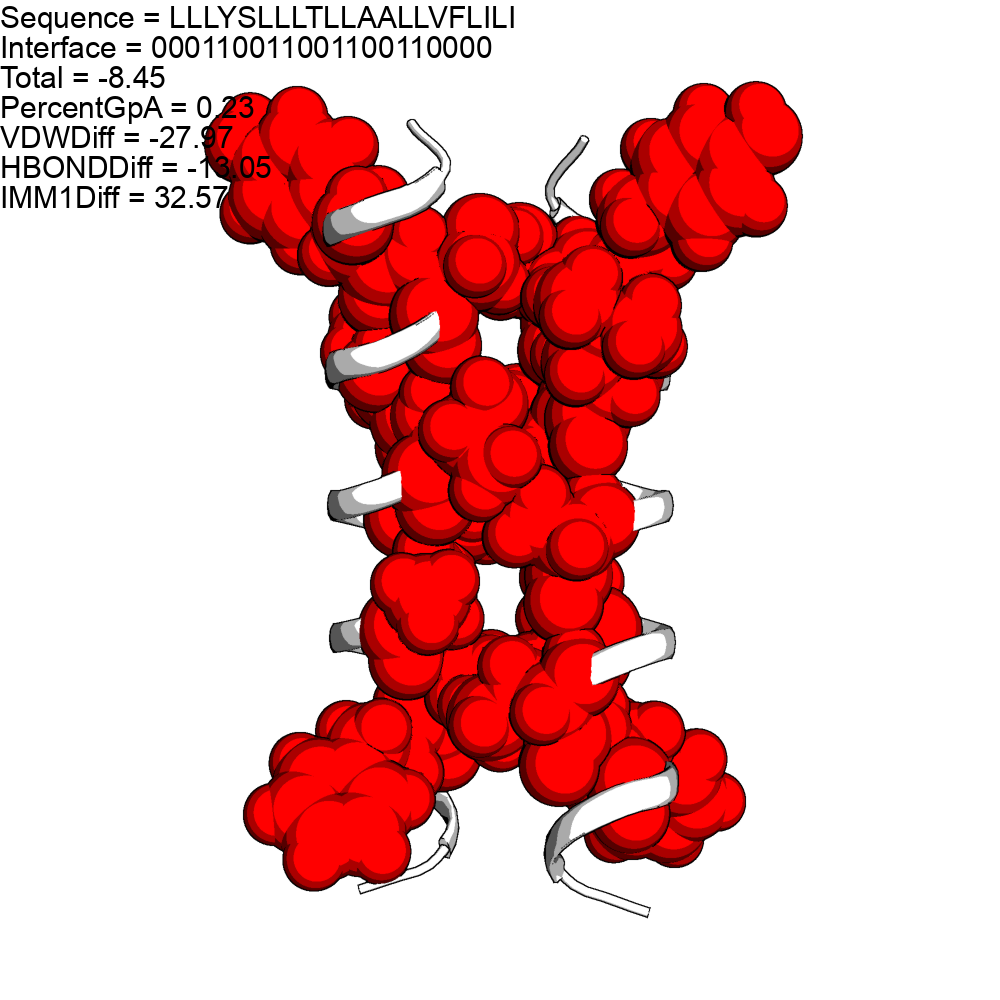 Sequence = LLLYSLLLTLLAALLVFLILI
Interface = 000110011001100110000
Total = -8.45
PercentGpA = 0.23
VDWDiff = -27.97
HBONDDiff = -13.05
IMM1Diff = 32.57